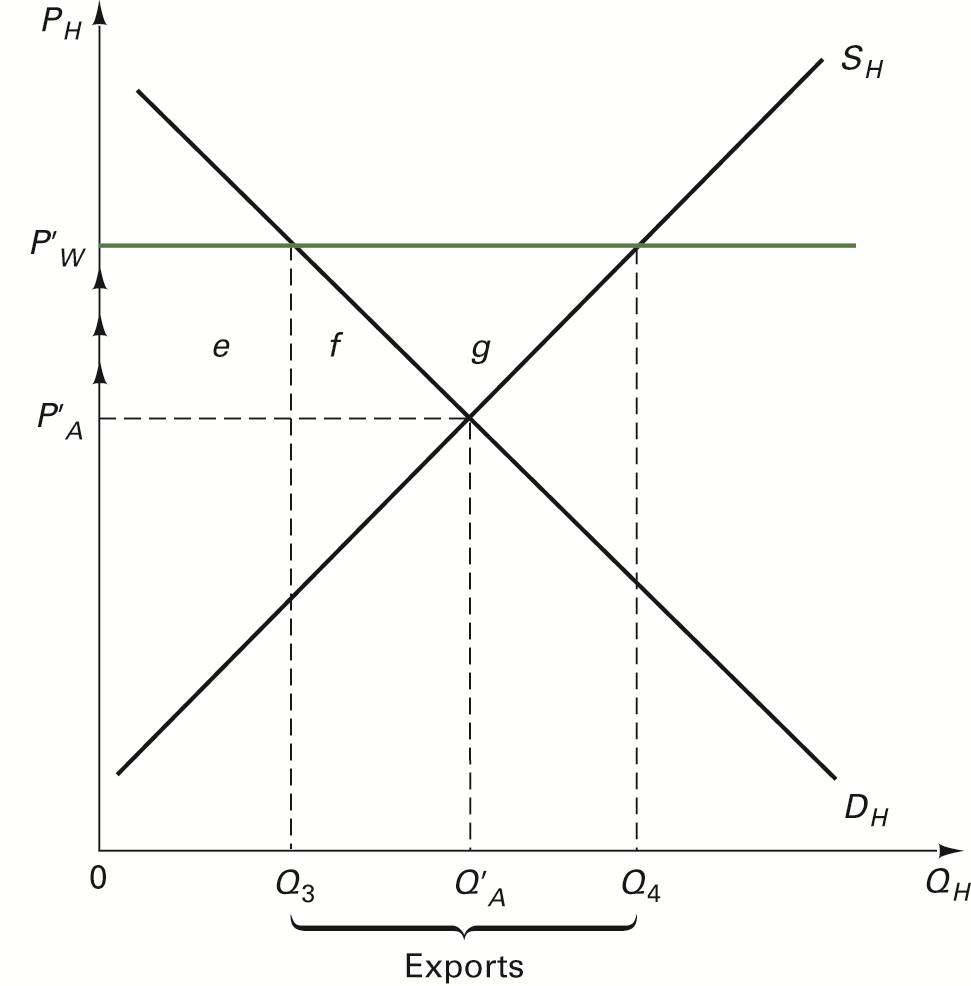 P_H
S_H
P'_W
e f g
P'_A
D_H
0 Q_3 Q'_A Q_4 Q_H
Exports